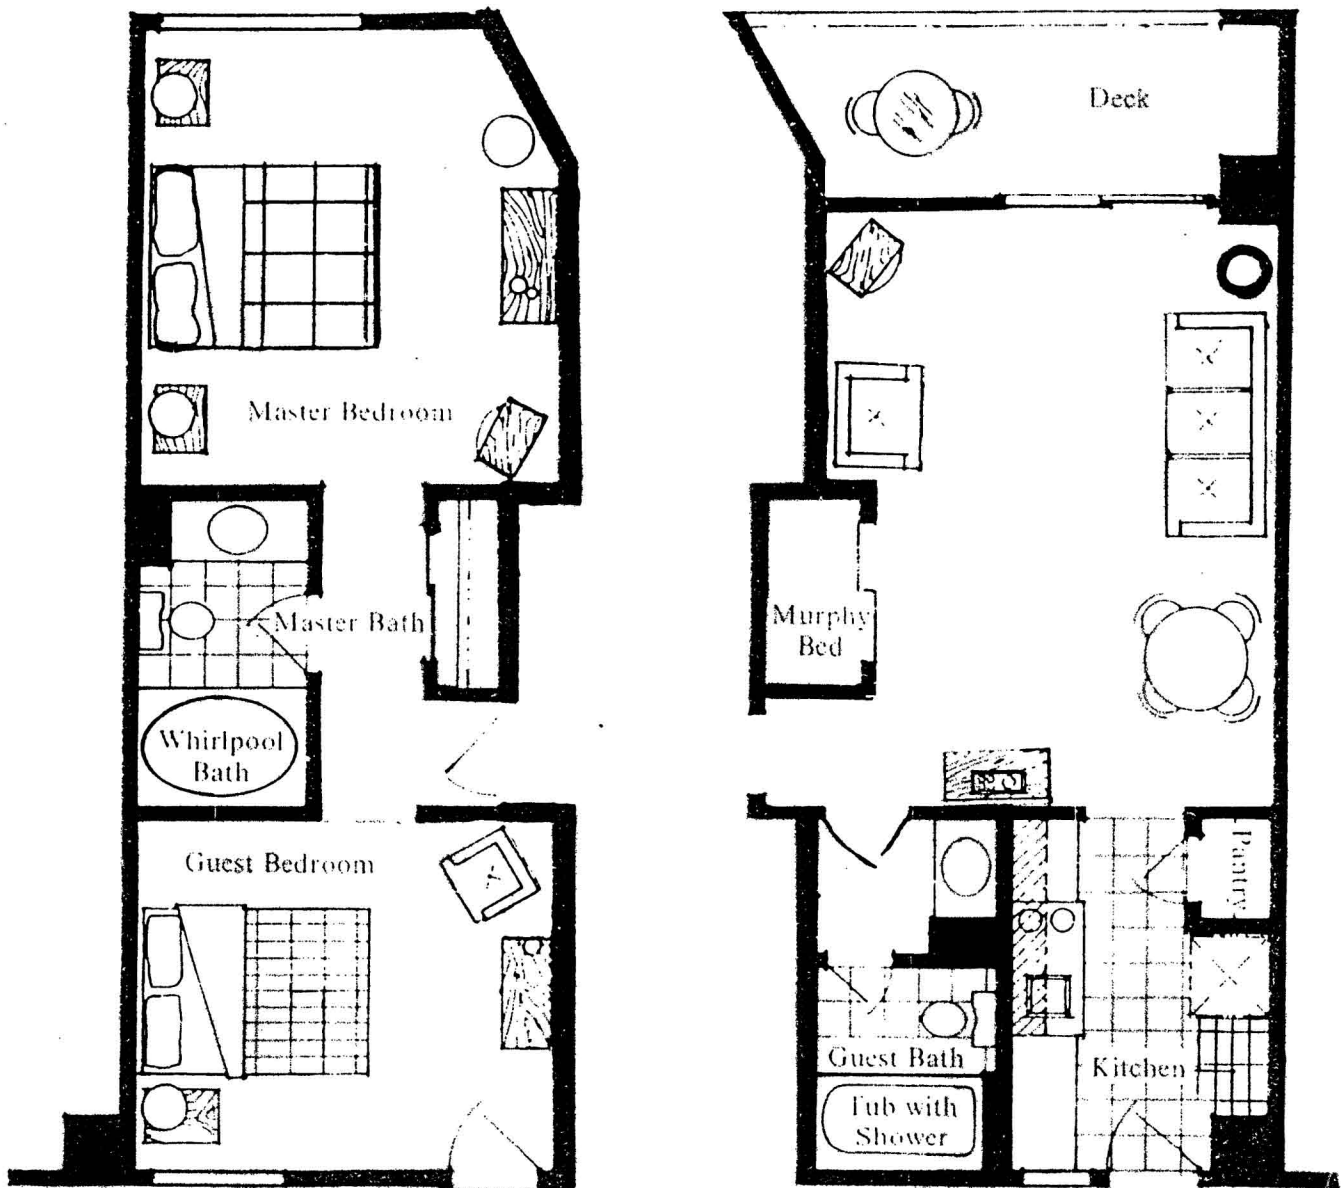 Deck
Master Bedroom
Murphy
Bed
Master Bath
Whirlpool
Bath
Guest Bedroom
Pantry
Guest Bath
Kitchen
Tub with
Shower